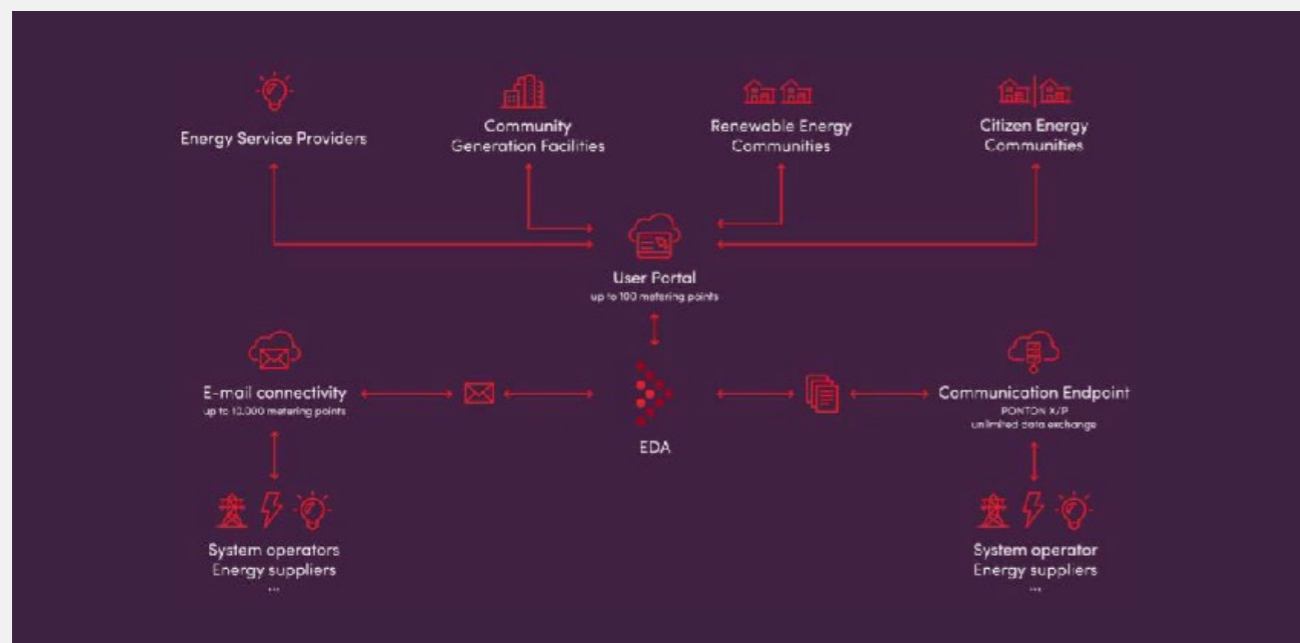 Energy Service Providers
Community
Generation Facilities
Renewable Energy
Communities
Citizen Energy
Communities
User Portal
up to 100 metering points
E-mail connectivity
up to 10.000 metering points
Communication Endpoint
PONTON X/P
unlimited data exchange
EDA
System operators
Energy suppliers
...
System operator
Energy suppliers
...